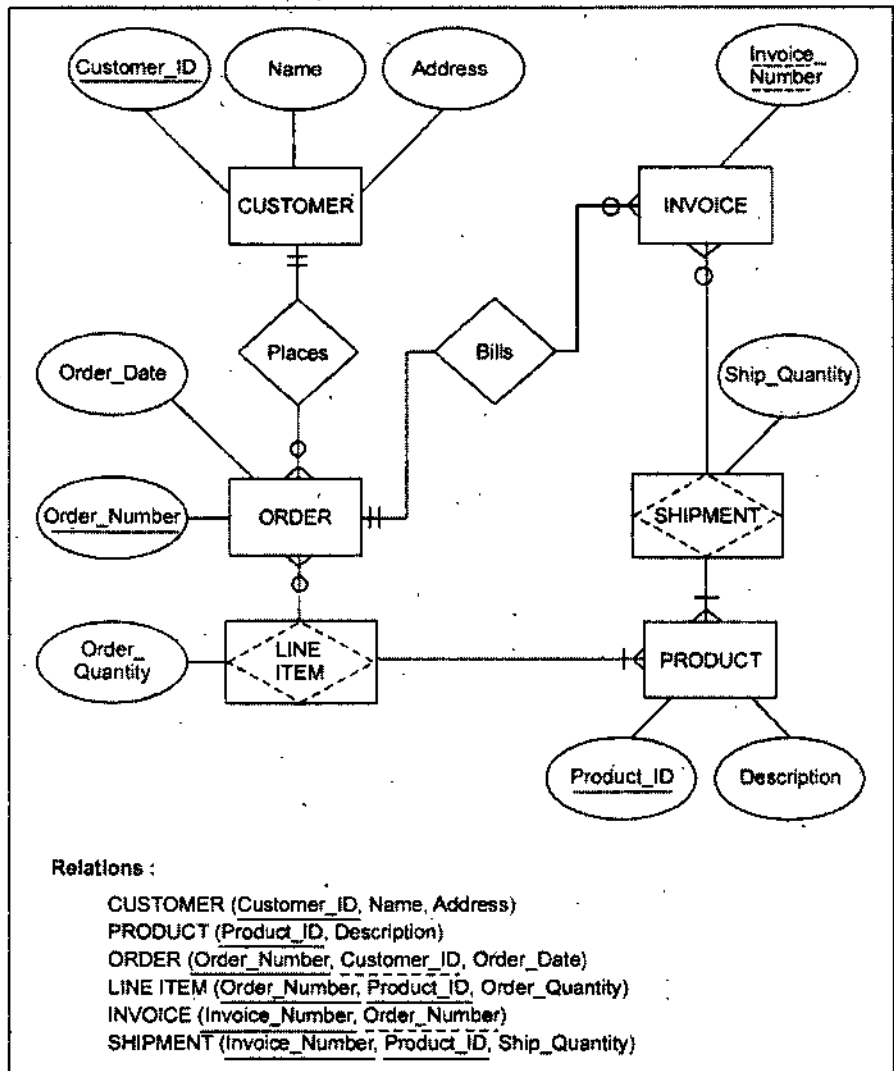 Customer_ID
Name
Address
Invoice_
Number
CUSTOMER
INVOICE
Places
Bills
Order_Date
Ship_Quantity
Order_Number
ORDER
SHIPMENT
Order_
Quantity
LINE
ITEM
PRODUCT
Product_ID
Description
Relations :
CUSTOMER (Customer_ID, Name, Address)
PRODUCT (Product_ID, Description)
ORDER (Order_Number, Customer_ID, Order_Date)
LINE ITEM (Order_Number, Product_ID, Order_Quantity)
INVOICE (Invoice_Number, Order_Number)
SHIPMENT (Invoice_Number, Product_ID, Ship_Quantity)